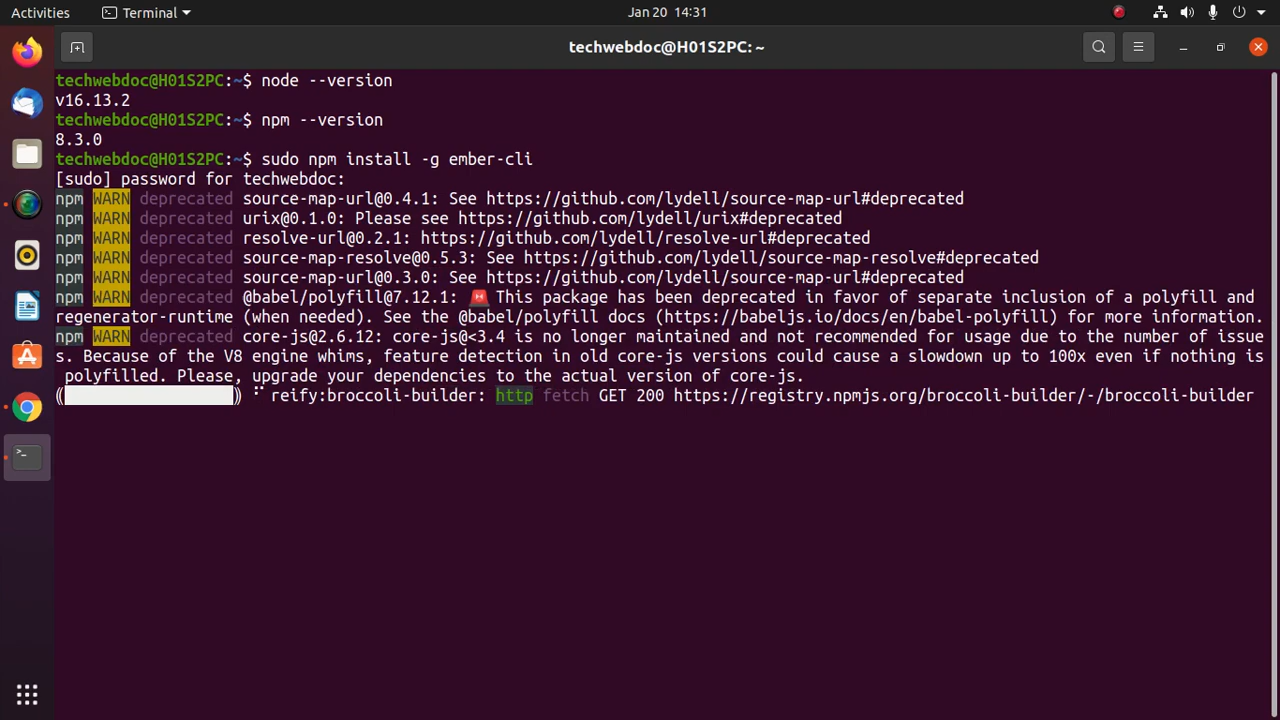 Activities
Terminal
Jan 20 14:31
techwebdoc@H01S2PC: ~
techwebdoc@H01S2PC:~$ node --version
v16.13.2
techwebdoc@H01S2PC:~$ npm --version
8.3.0
techwebdoc@H01S2PC:~$ sudo npm install -g ember-cli
[sudo] password for techwebdoc:
npm WARN deprecated source-map-url@0.4.1: See https://github.com/lydell/source-map-url#deprecated
npm WARN deprecated urix@0.1.0: Please see https://github.com/lydell/urix#deprecated
npm WARN deprecated resolve-url@0.2.1: https://github.com/lydell/resolve-url#deprecated
npm WARN deprecated source-map-resolve@0.5.3: See https://github.com/lydell/source-map-resolve#deprecated
npm WARN deprecated source-map-url@0.3.0: See https://github.com/lydell/source-map-url#deprecated
npm WARN deprecated @babel/polyfill@7.12.1: 🚨 This package has been deprecated in favor of separate inclusion of a polyfill and
regenerator-runtime (when needed). See the @babel/polyfill docs (https://babeljs.io/docs/en/babel-polyfill) for more information.
npm WARN deprecated core-js@2.6.12: core-js@<3.4 is no longer maintained and not recommended for usage due to the number of issue
s. Because of the V8 engine whims, feature detection in old core-js versions could cause a slowdown up to 100x even if nothing is
polyfilled. Please, upgrade your dependencies to the actual version of core-js.
(                  ) ⠋ reify:broccoli-builder: http fetch GET 200 https://registry.npmjs.org/broccoli-builder/-/broccoli-builder